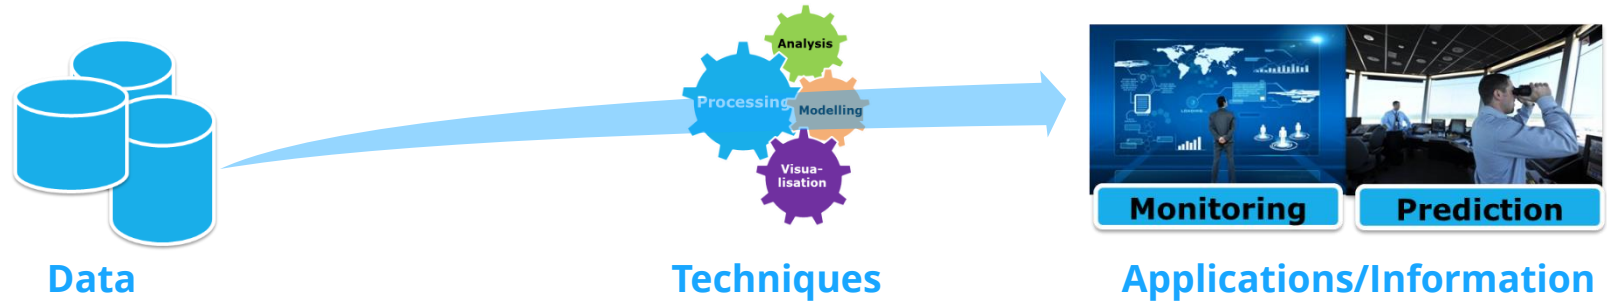 Analysis
Processing
Modelling
Visua-
lisation
Monitoring
Prediction
Data
Techniques
Applications/Information